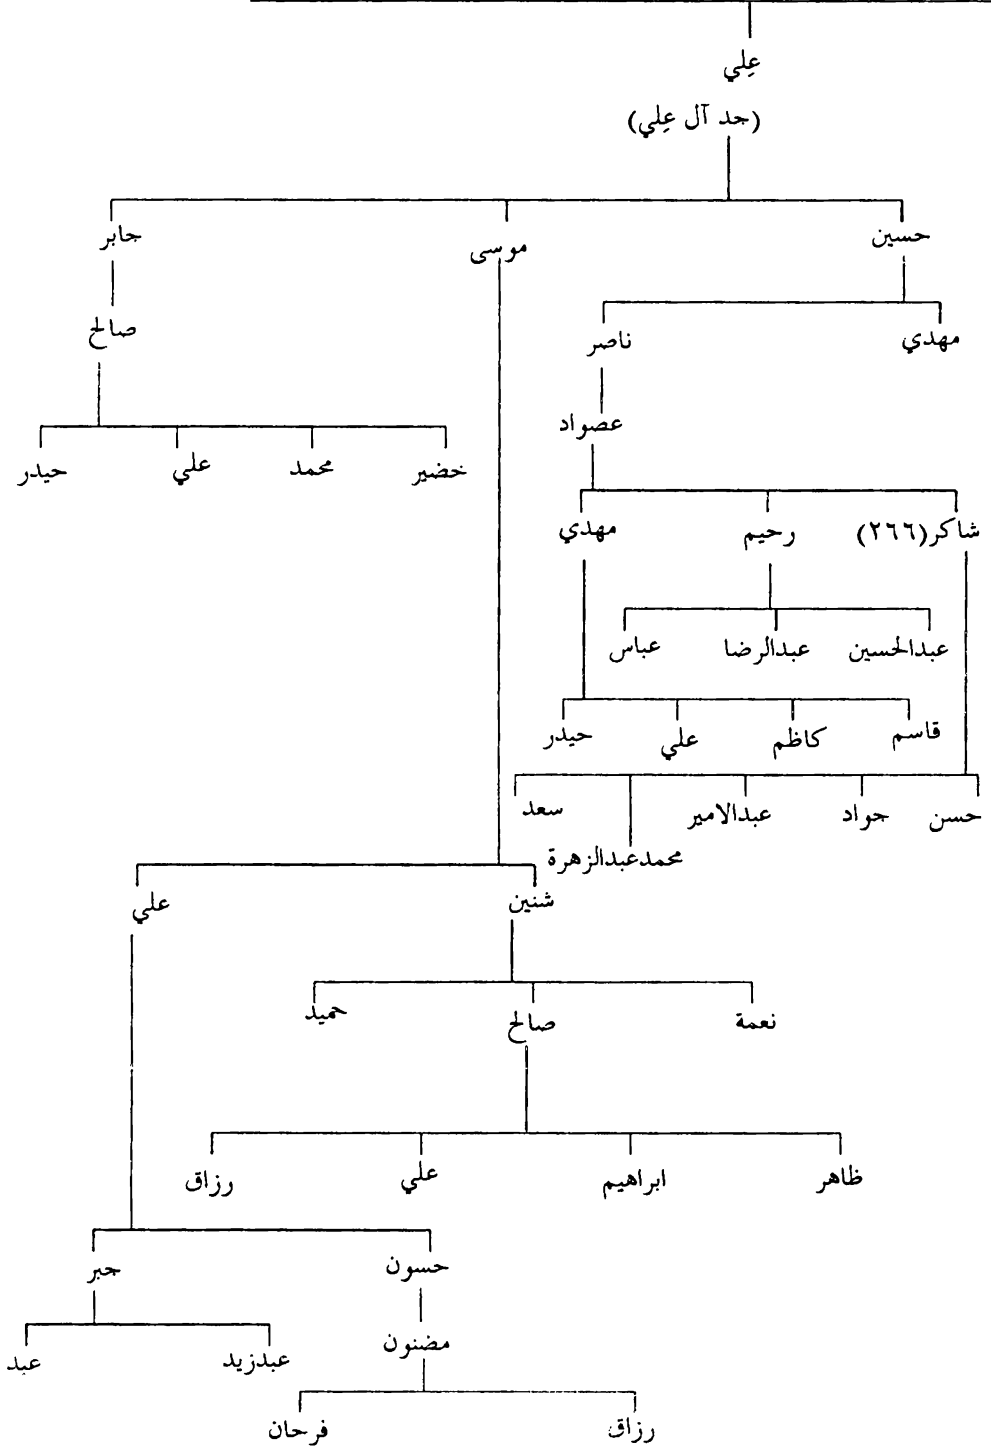 عِلي
(جد آل عِلي)
حسين موسى جابر
مهدي ناصر صالح
عصواد
خضير محمد علي حيدر
شاكر(٢٦٦) رحيم مهدي
عبدالحسين عبدالرضا عباس
قاسم كاظم علي حيدر
حسن جواد عبدالامير سعد
محمدعبدالزهرة
شنين علي
نعمة صالح حميد
ظاهر ابراهيم علي رزاق
حسون جبر
مضنون
عبدزيد عبد
رزاق فرحان